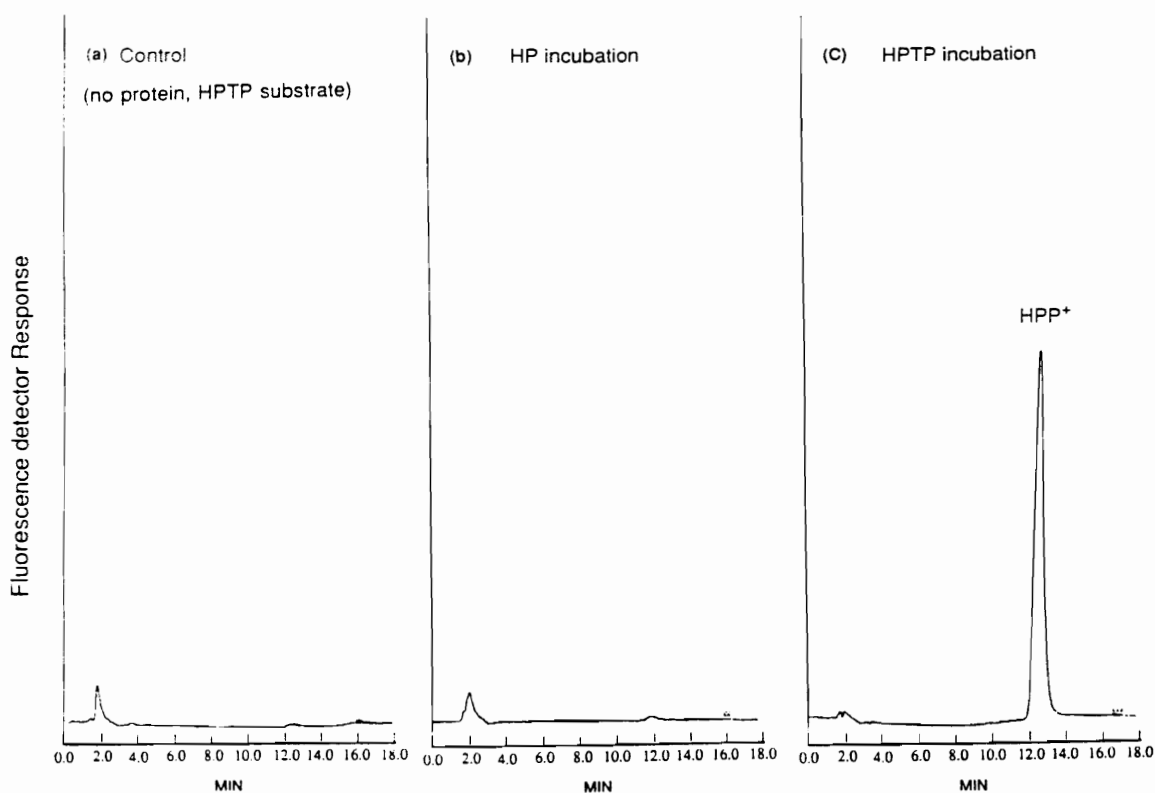 (a) Control
(no protein, HPTP substrate)
(b) HP incubation
(C) HPTP incubation
HPP+
Fluorescence detector Response
0.0 2.0 4.0 6.0 8.0 10.0 12.0 14.0 16.0 18.0
MIN
0.0 2.0 4.0 6.0 8.0 10.0 12.0 14.0 16.0 18.0
MIN
0.0 2.0 4.0 6.0 8.0 10.0 12.0 14.0 16.0 18.0
MIN